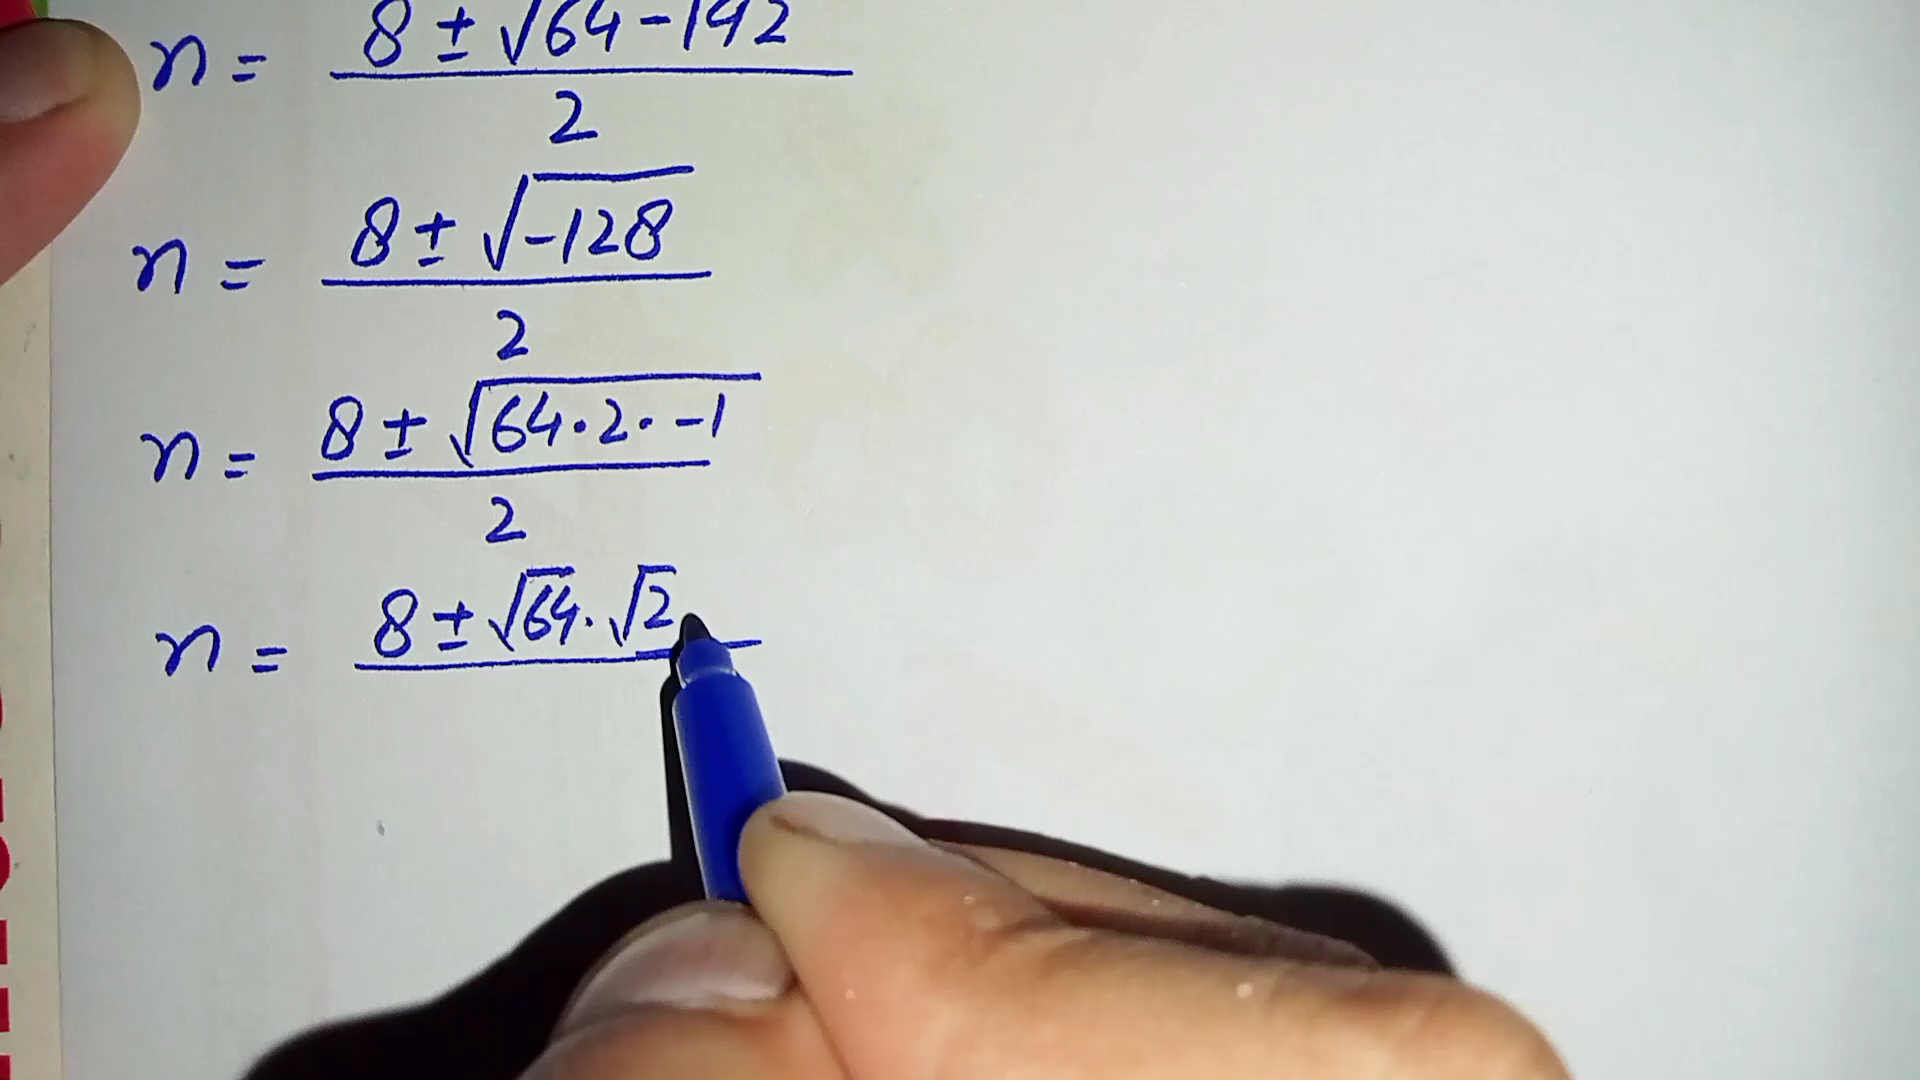 n = 8 ± √64 - 192
2
n = 8 ± √-128
2
n = 8 ± √64 · 2 · -1
2
n = 8 ± √64 · √2